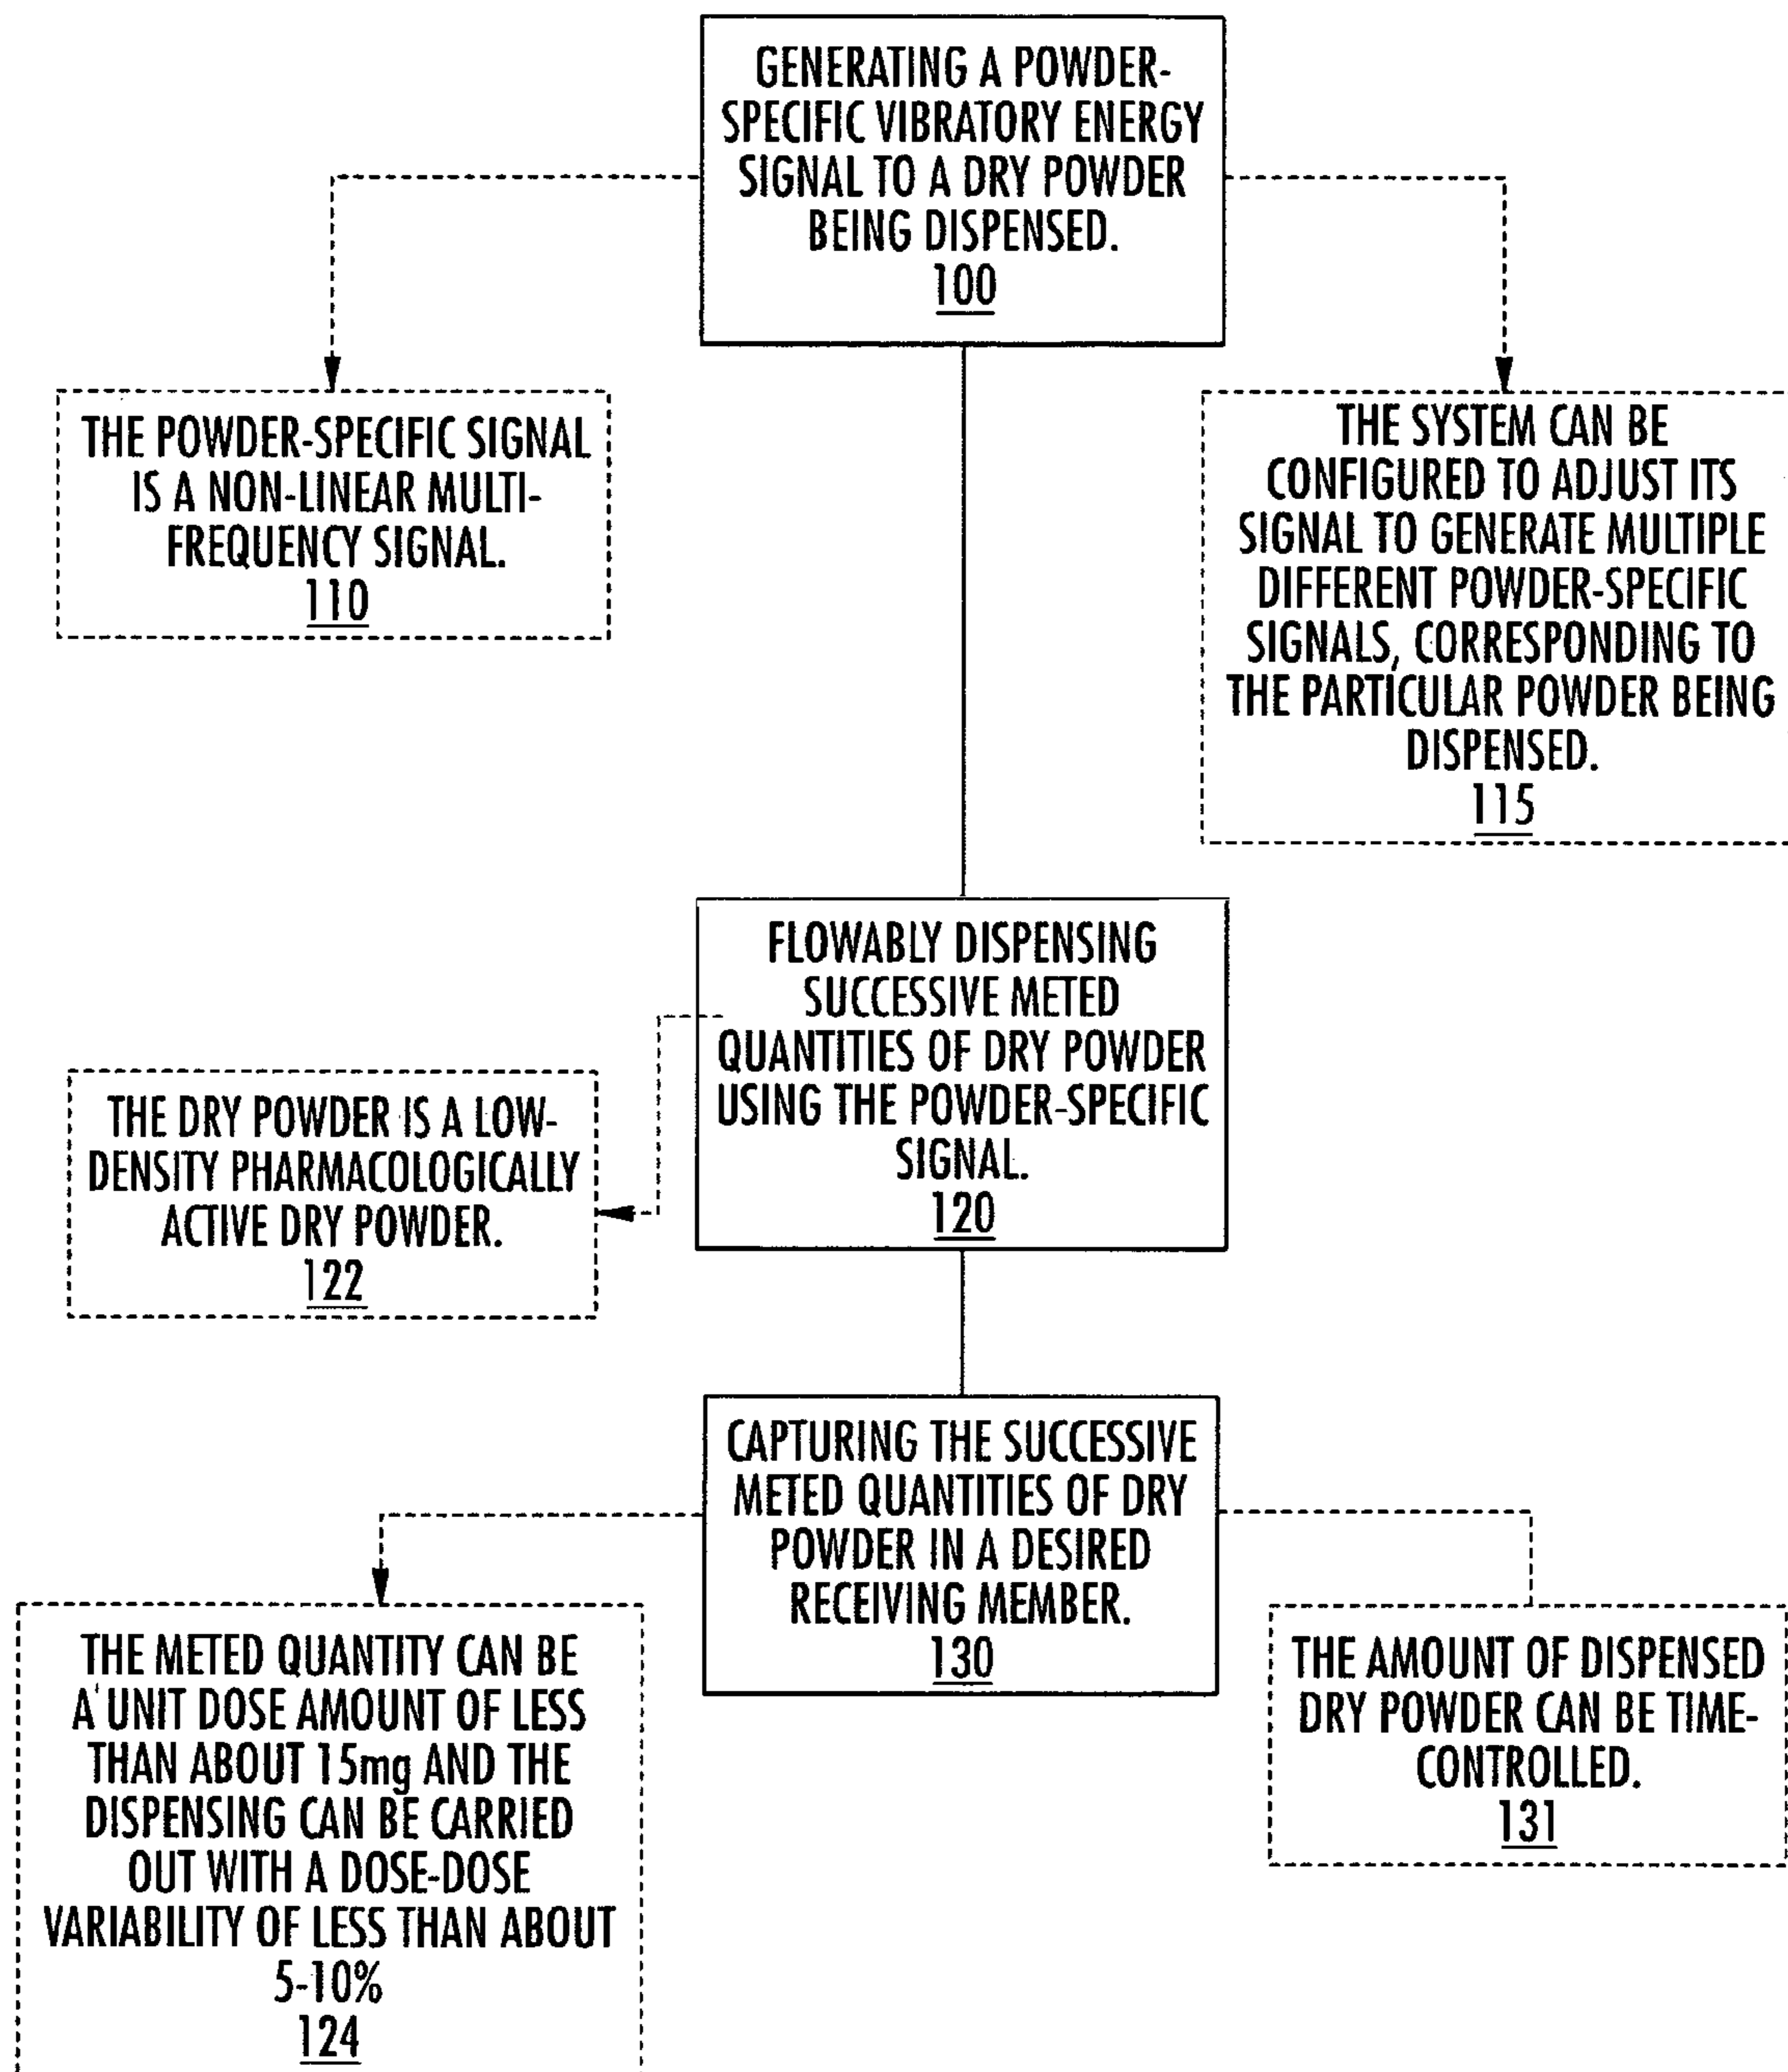 GENERATING A POWDER-
SPECIFIC VIBRATORY ENERGY
SIGNAL TO A DRY POWDER
BEING DISPENSED.
100
THE POWDER-SPECIFIC SIGNAL
IS A NON-LINEAR MULTI-
FREQUENCY SIGNAL.
110
THE SYSTEM CAN BE
CONFIGURED TO ADJUST ITS
SIGNAL TO GENERATE MULTIPLE
DIFFERENT POWDER-SPECIFIC
SIGNALS, CORRESPONDING TO
THE PARTICULAR POWDER BEING
DISPENSED.
115
FLOWABLY DISPENSING
SUCCESSIVE METED
QUANTITIES OF DRY POWDER
USING THE POWDER-SPECIFIC
SIGNAL.
120
THE DRY POWDER IS A LOW-
DENSITY PHARMACOLOGICALLY
ACTIVE DRY POWDER.
122
CAPTURING THE SUCCESSIVE
METED QUANTITIES OF DRY
POWDER IN A DESIRED
RECEIVING MEMBER.
130
THE METED QUANTITY CAN BE
A UNIT DOSE AMOUNT OF LESS
THAN ABOUT 15mg AND THE
DISPENSING CAN BE CARRIED
OUT WITH A DOSE-DOSE
VARIABILITY OF LESS THAN ABOUT
5-10%
124
THE AMOUNT OF DISPENSED
DRY POWDER CAN BE TIME-
CONTROLLED.
131